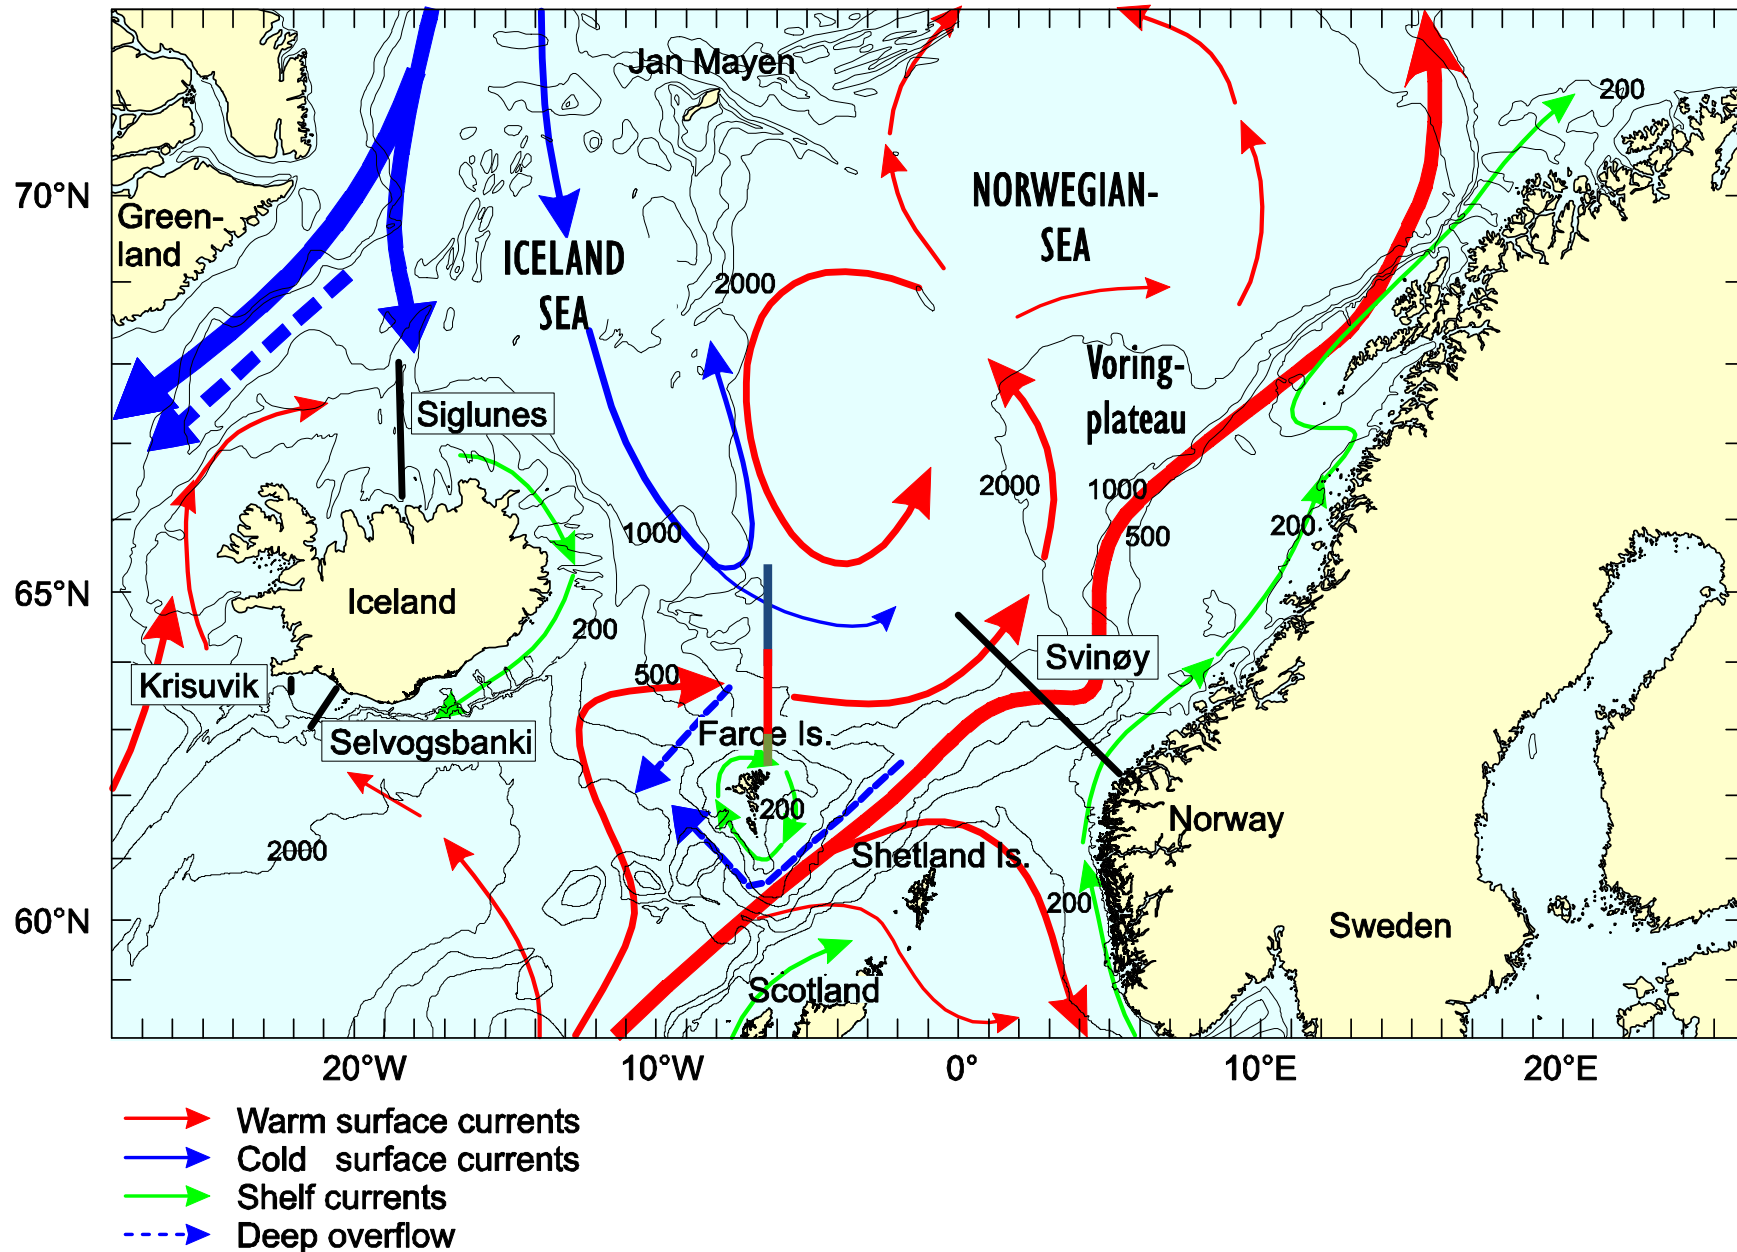 Jan Mayen
200
70°N
Green-
land
NORWEGIAN-
SEA
ICELAND
SEA
2000
Voring-
plateau
Siglunes
2000
1000
500
200
1000
65°N
Iceland
200
Svinøy
Krisuvik
500
Selvogsbanki
Faroe Is.
200
Norway
2000
Shetland Is.
200
60°N
Sweden
Scotland
20°W
10°W
0°
10°E
20°E
Warm surface currents
Cold surface currents
Shelf currents
Deep overflow